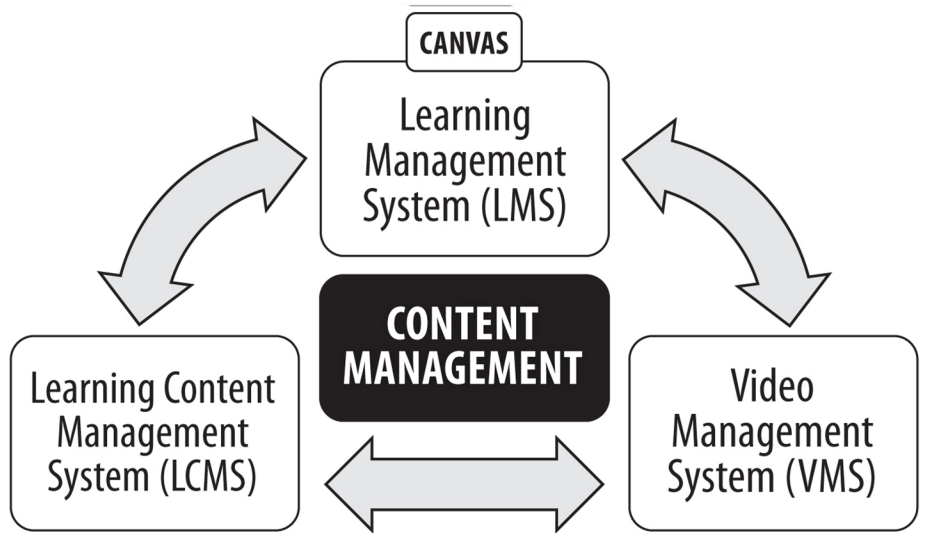 CANVAS
Learning
Management
System (LMS)
CONTENT
MANAGEMENT
Learning Content
Management
System (LCMS)
Video
Management
System (VMS)